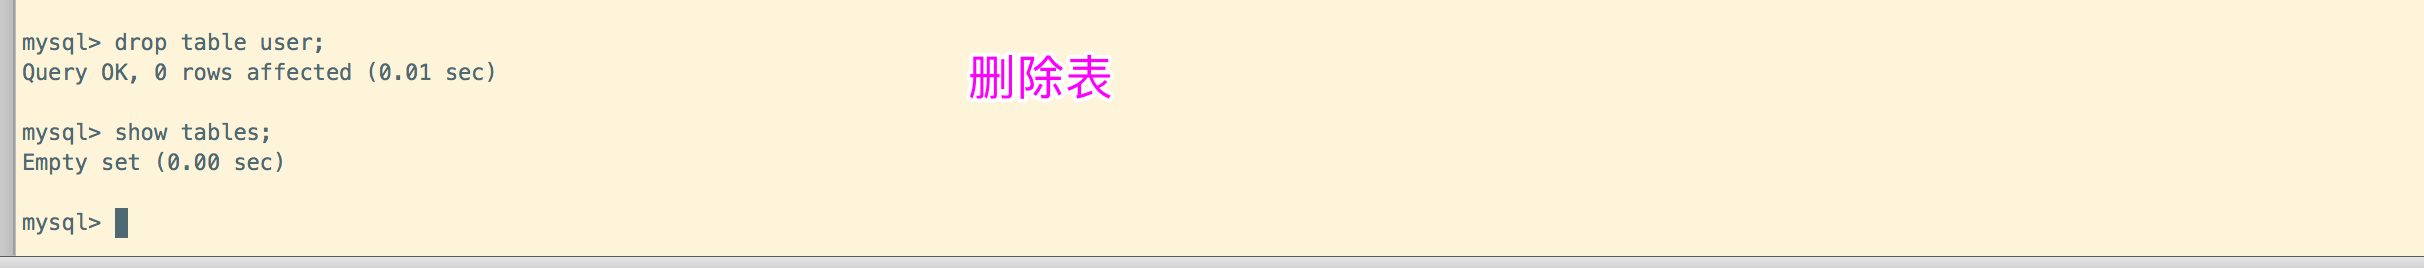 mysql> drop table user;
Query OK, 0 rows affected (0.01 sec)
删除表
mysql> show tables;
Empty set (0.00 sec)
mysql>